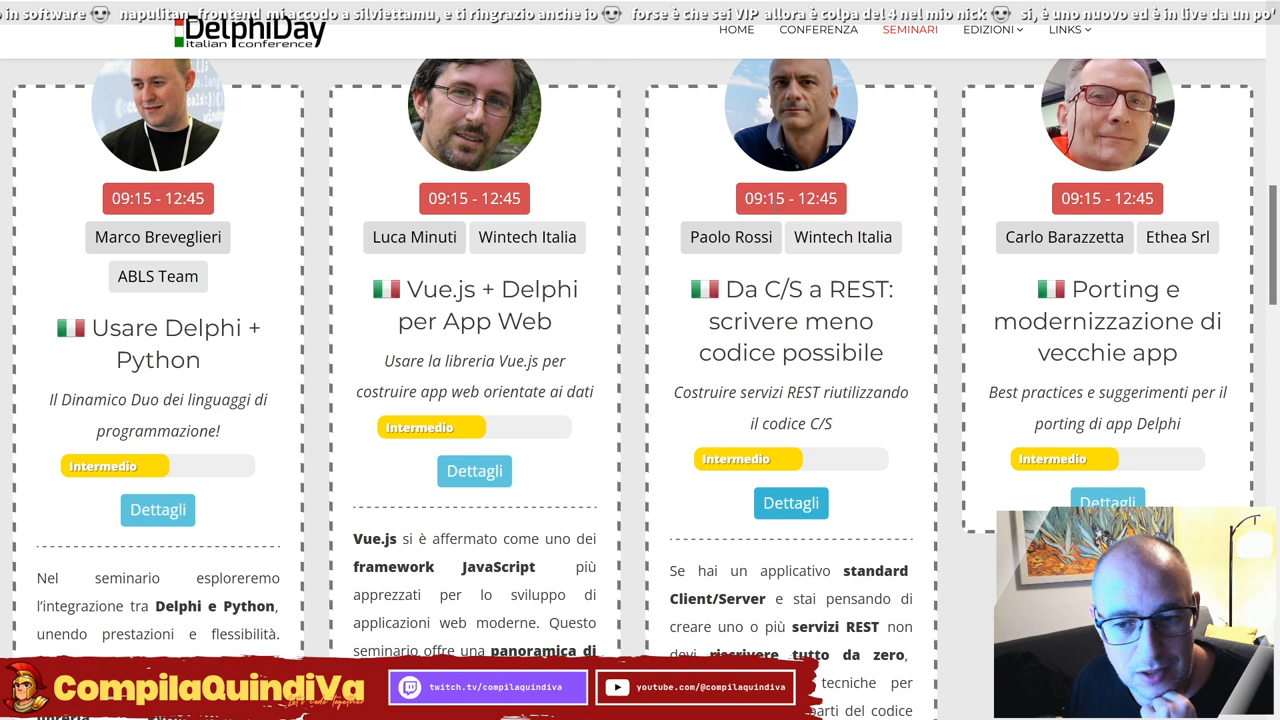 in software napulitan_frontend mi accodo a silviettamu, e ti ringrazio anche io forse è che sei VIP allora è colpa del 4 nel mio nick si, è uno nuovo ed è in live da un po'
DelphiDay
italian conference
HOME CONFERENZA SEMINARI EDIZIONI LINKS
09:15 - 12:45
Marco Breveglieri
ABLS Team
Usare Delphi +
Python
Il Dinamico Duo dei linguaggi di
programmazione!
Intermedio
Dettagli
Nel seminario esploreremo
l'integrazione tra Delphi e Python,
unendo prestazioni e flessibilità.
09:15 - 12:45
Luca Minuti Wintech Italia
Vue.js + Delphi
per App Web
Usare la libreria Vue.js per
costruire app web orientate ai dati
Intermedio
Dettagli
Vue.js si è affermato come uno dei
framework JavaScript più
apprezzati per lo sviluppo di
applicazioni web moderne. Questo
seminario offre una panoramica di
09:15 - 12:45
Paolo Rossi Wintech Italia
Da C/S a REST:
scrivere meno
codice possibile
Costruire servizi REST riutilizzando
il codice C/S
Intermedio
Dettagli
Se hai un applicativo standard
Client/Server e stai pensando di
creare uno o più servizi REST non
devi riscrivere tutto da zero,
tecniche per
parti del codice
09:15 - 12:45
Carlo Barazzetta Ethea Srl
Porting e
modernizzazione di
vecchie app
Best practices e suggerimenti per il
porting di app Delphi
Intermedio
Dettagli
CompilaQuindiVa
Let's code together
twitch.tv/compilaquindiva
youtube.com/@compilaquindiva